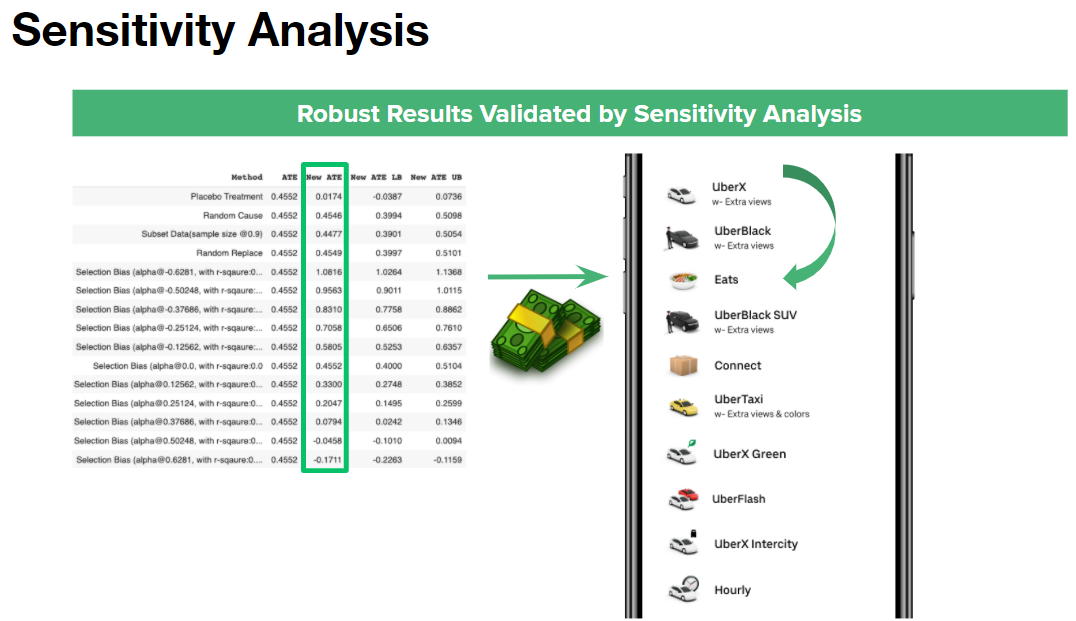 Sensitivity Analysis
Robust Results Validated by Sensitivity Analysis
Method ATE New ATE New ATE LB New ATE UB
Placebo Treatment 0.4552 0.0174 -0.0387 0.0736
Random Cause 0.4552 0.4546 0.3994 0.5098
Subset Data(sample size @0.9) 0.4552 0.4477 0.3901 0.5054
Random Replace 0.4552 0.4549 0.3997 0.5101
Selection Bias (alpha@-0.6281, with r-sqaure:0... 0.4552 1.0816 1.0264 1.1368
Selection Bias (alpha@-0.50248, with r-sqaure:... 0.4552 0.9563 0.9011 1.0115
Selection Bias (alpha@-0.37686, with r-sqaure:... 0.4552 0.8310 0.7758 0.8862
Selection Bias (alpha@-0.25124, with r-sqaure:... 0.4552 0.7058 0.6506 0.7610
Selection Bias (alpha@-0.12562, with r-sqaure:... 0.4552 0.5805 0.5253 0.6357
Selection Bias (alpha@0.0, with r-sqaure:0.0 0.4552 0.4552 0.4000 0.5104
Selection Bias (alpha@0.12562, with r-sqaure:0... 0.4552 0.3300 0.2748 0.3852
Selection Bias (alpha@0.25124, with r-sqaure:0... 0.4552 0.2047 0.1495 0.2599
Selection Bias (alpha@0.37686, with r-sqaure:0... 0.4552 0.0794 0.0242 0.1346
Selection Bias (alpha@0.50248, with r-sqaure:0... 0.4552 -0.0458 -0.1010 0.0094
Selection Bias (alpha@0.6281, with r-sqaure:0.... 0.4552 -0.1711 -0.2263 -0.1159
UberX
w- Extra views
UberBlack
w- Extra views
Eats
UberBlack SUV
w- Extra views
Connect
UberTaxi
w- Extra views & colors
UberX Green
UberFlash
UberX Intercity
Hourly